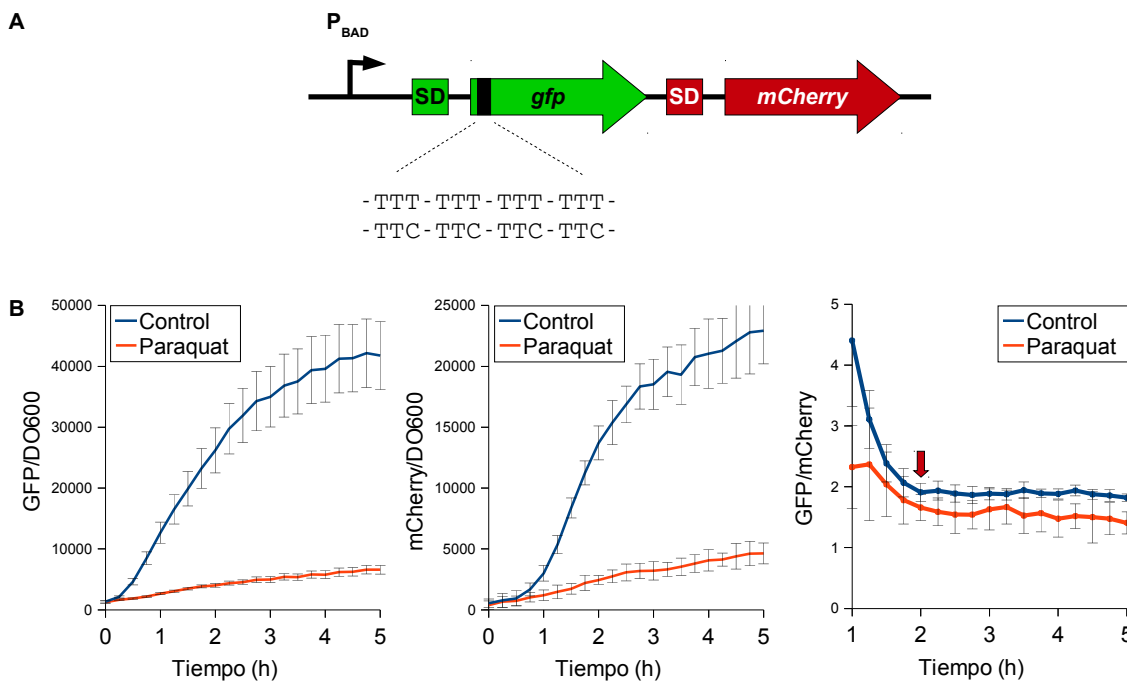 A
P BAD
SD gfp SD mCherry
-TTT-TTT-TTT-TTT-
-TTC-TTC-TTC-TTC-
B
GFP/DO600
50000
40000
30000
20000
10000
0
Control
Paraquat
0 1 2 3 4 5
Tiempo (h)
mCherry/DO600
25000
20000
15000
10000
5000
0
Control
Paraquat
0 1 2 3 4 5
Tiempo (h)
GFP/mCherry
5
4
3
2
1
0
Control
Paraquat
1 2 3 4 5
Tiempo (h)